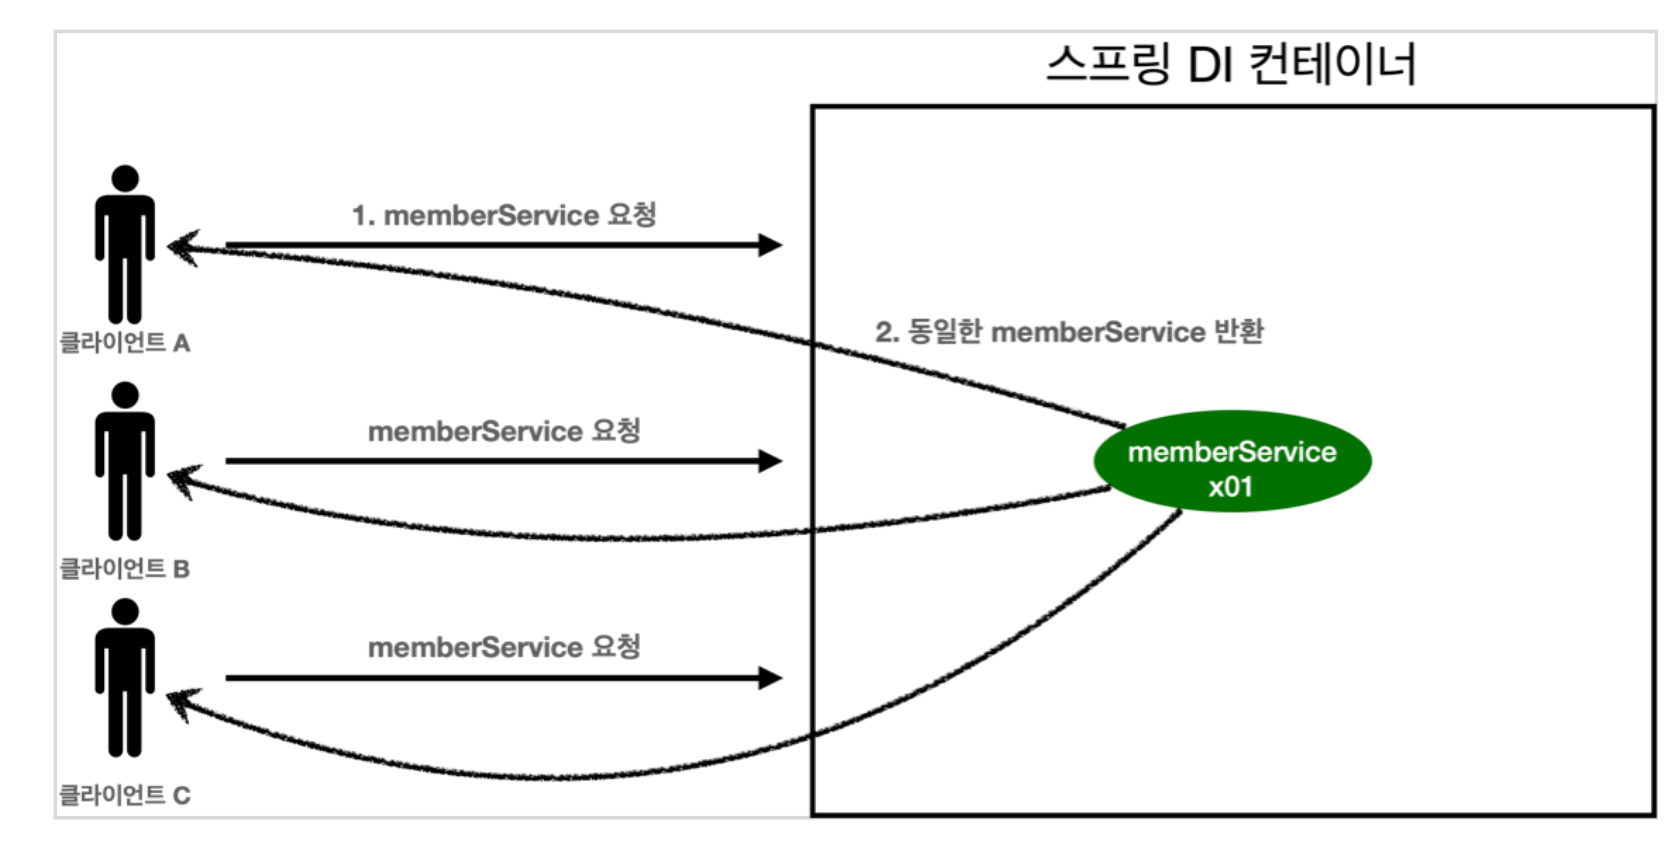 스프링 DI 컨테이너
1. memberService 요청
클라이언트 A
2. 동일한 memberService 반환
memberService 요청
memberService
x01
클라이언트 B
memberService 요청
클라이언트 C